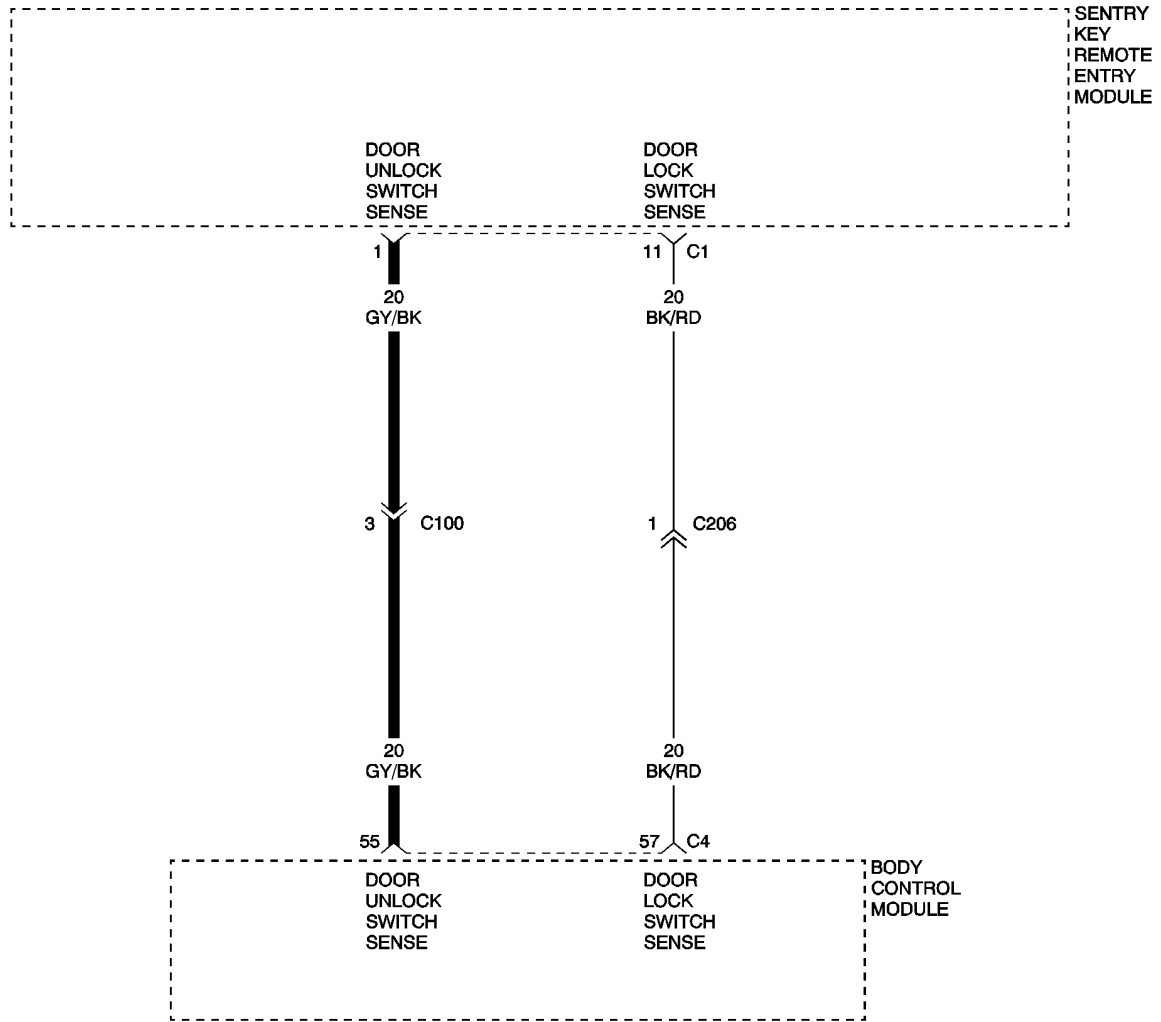 SENTRY
KEY
REMOTE
ENTRY
MODULE
DOOR
UNLOCK
SWITCH
SENSE
DOOR
LOCK
SWITCH
SENSE
1
11 C1
20
GY/BK
20
BK/RD
3 C100
1 C206
20
GY/BK
20
BK/RD
55
57 C4
DOOR
UNLOCK
SWITCH
SENSE
DOOR
LOCK
SWITCH
SENSE
BODY
CONTROL
MODULE